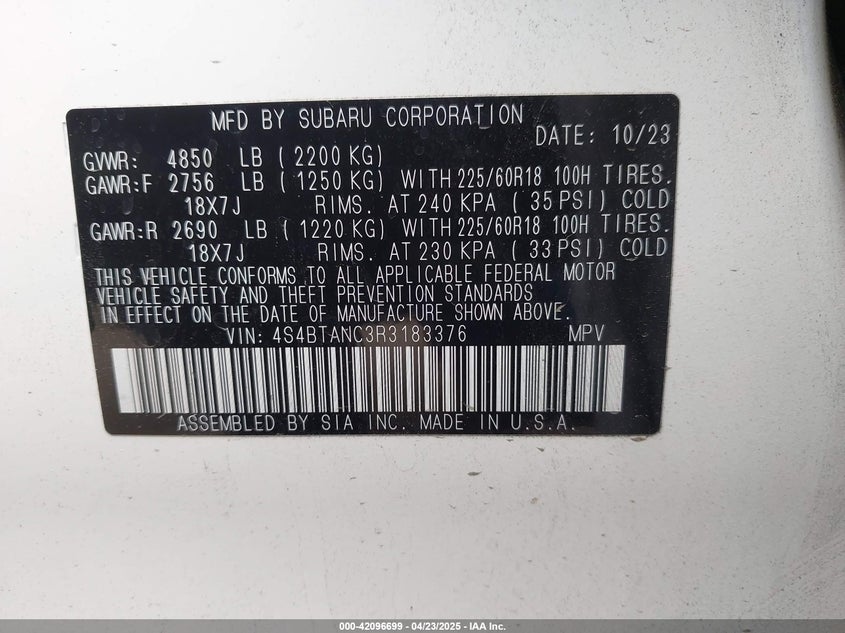 MFD BY SUBARU CORPORATION
DATE: 10/23
GVWR: 4850 LB ( 2200 KG)
GAWR:F 2756 LB ( 1250 KG) WITH 225/60R18 100H TIRES.
18X7J RIMS. AT 240 KPA ( 35 PSI) COLD
GAWR:R 2690 LB ( 1220 KG) WITH 225/60R18 100H TIRES.
18X7J RIMS. AT 230 KPA ( 33 PSI) COLD
THIS VEHICLE CONFORMS TO ALL APPLICABLE FEDERAL MOTOR
VEHICLE SAFETY AND THEFT PREVENTION STANDARDS
IN EFFECT ON THE DATE OF MANUFACTURE SHOWN ABOVE.
VIN: 4S4BTANC3R3183376 MPV
ASSEMBLED BY SIA INC. MADE IN U.S.A.
000-42096699 - 04/23/2025 - IAA Inc.